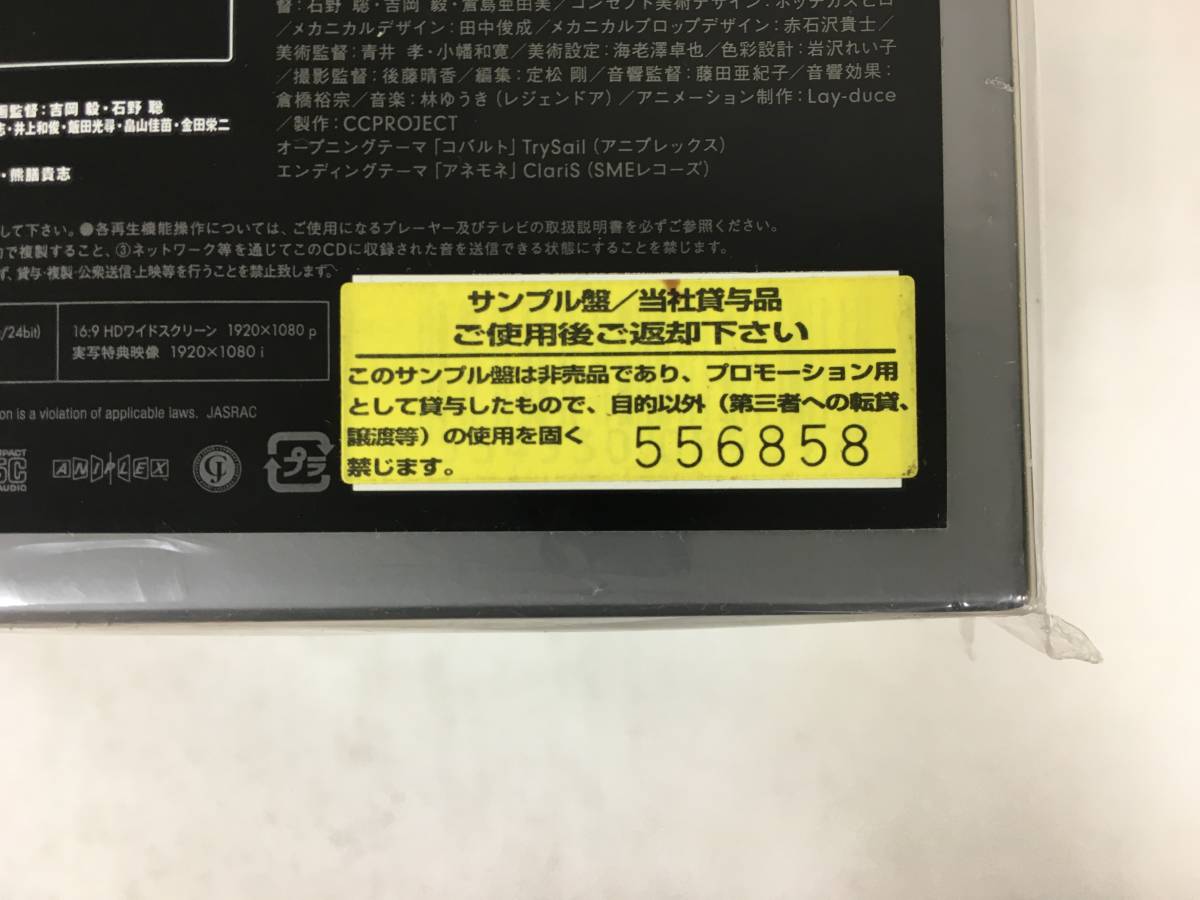 督:石野 聡・吉岡 毅・倉島亜由美／コンセプト美術デザイン:ポッチカズヒロ
／メカニカルデザイン:田中俊成／メカニカルプロップデザイン:赤石沢貴士／
美術監督:青井 孝・小幡和寛／美術設定:海老澤卓也／色彩設計:岩沢れい子
／撮影監督:後藤晴香／編集:定松 剛／音響監督:藤田亜紀子／音響効果:
倉橋裕宗／音楽:林ゆうき(レジェンドア)／アニメーション制作:Lay-duce
／製作:CCPROJECT
オープニングテーマ「コバルト」TrySail(アニプレックス)
エンディングテーマ「アネモネ」ClariS(SMEレコーズ)
画監督:吉岡 毅・石野 聡
志・井上和俊・飯田光尋・畠山佳苗・金田栄二
・熊膳貴志
して下さい。●各再生機能操作については、ご使用になるプレーヤー及びテレビの取扱説明書を必ずご参照ください。
で複製すること、③ネットワーク等を通じてこのCDに収録された音を送信できる状態にすることを禁じます。
ず、貸与・複製・公衆送信・上映等を行うことを禁止致します。
/24bit)
16:9 HDワイドスクリーン 1920×1080 p
実写特典映像 1920×1080 i
on is a violation of applicable laws. JASRAC
ANIPLEX
プラ
サンプル盤／当社貸与品
ご使用後ご返却下さい
このサンプル盤は非売品であり、プロモーション用
として貸与したもので、目的以外（第三者への転貸、
譲渡等）の使用を固く
禁じます。
556858